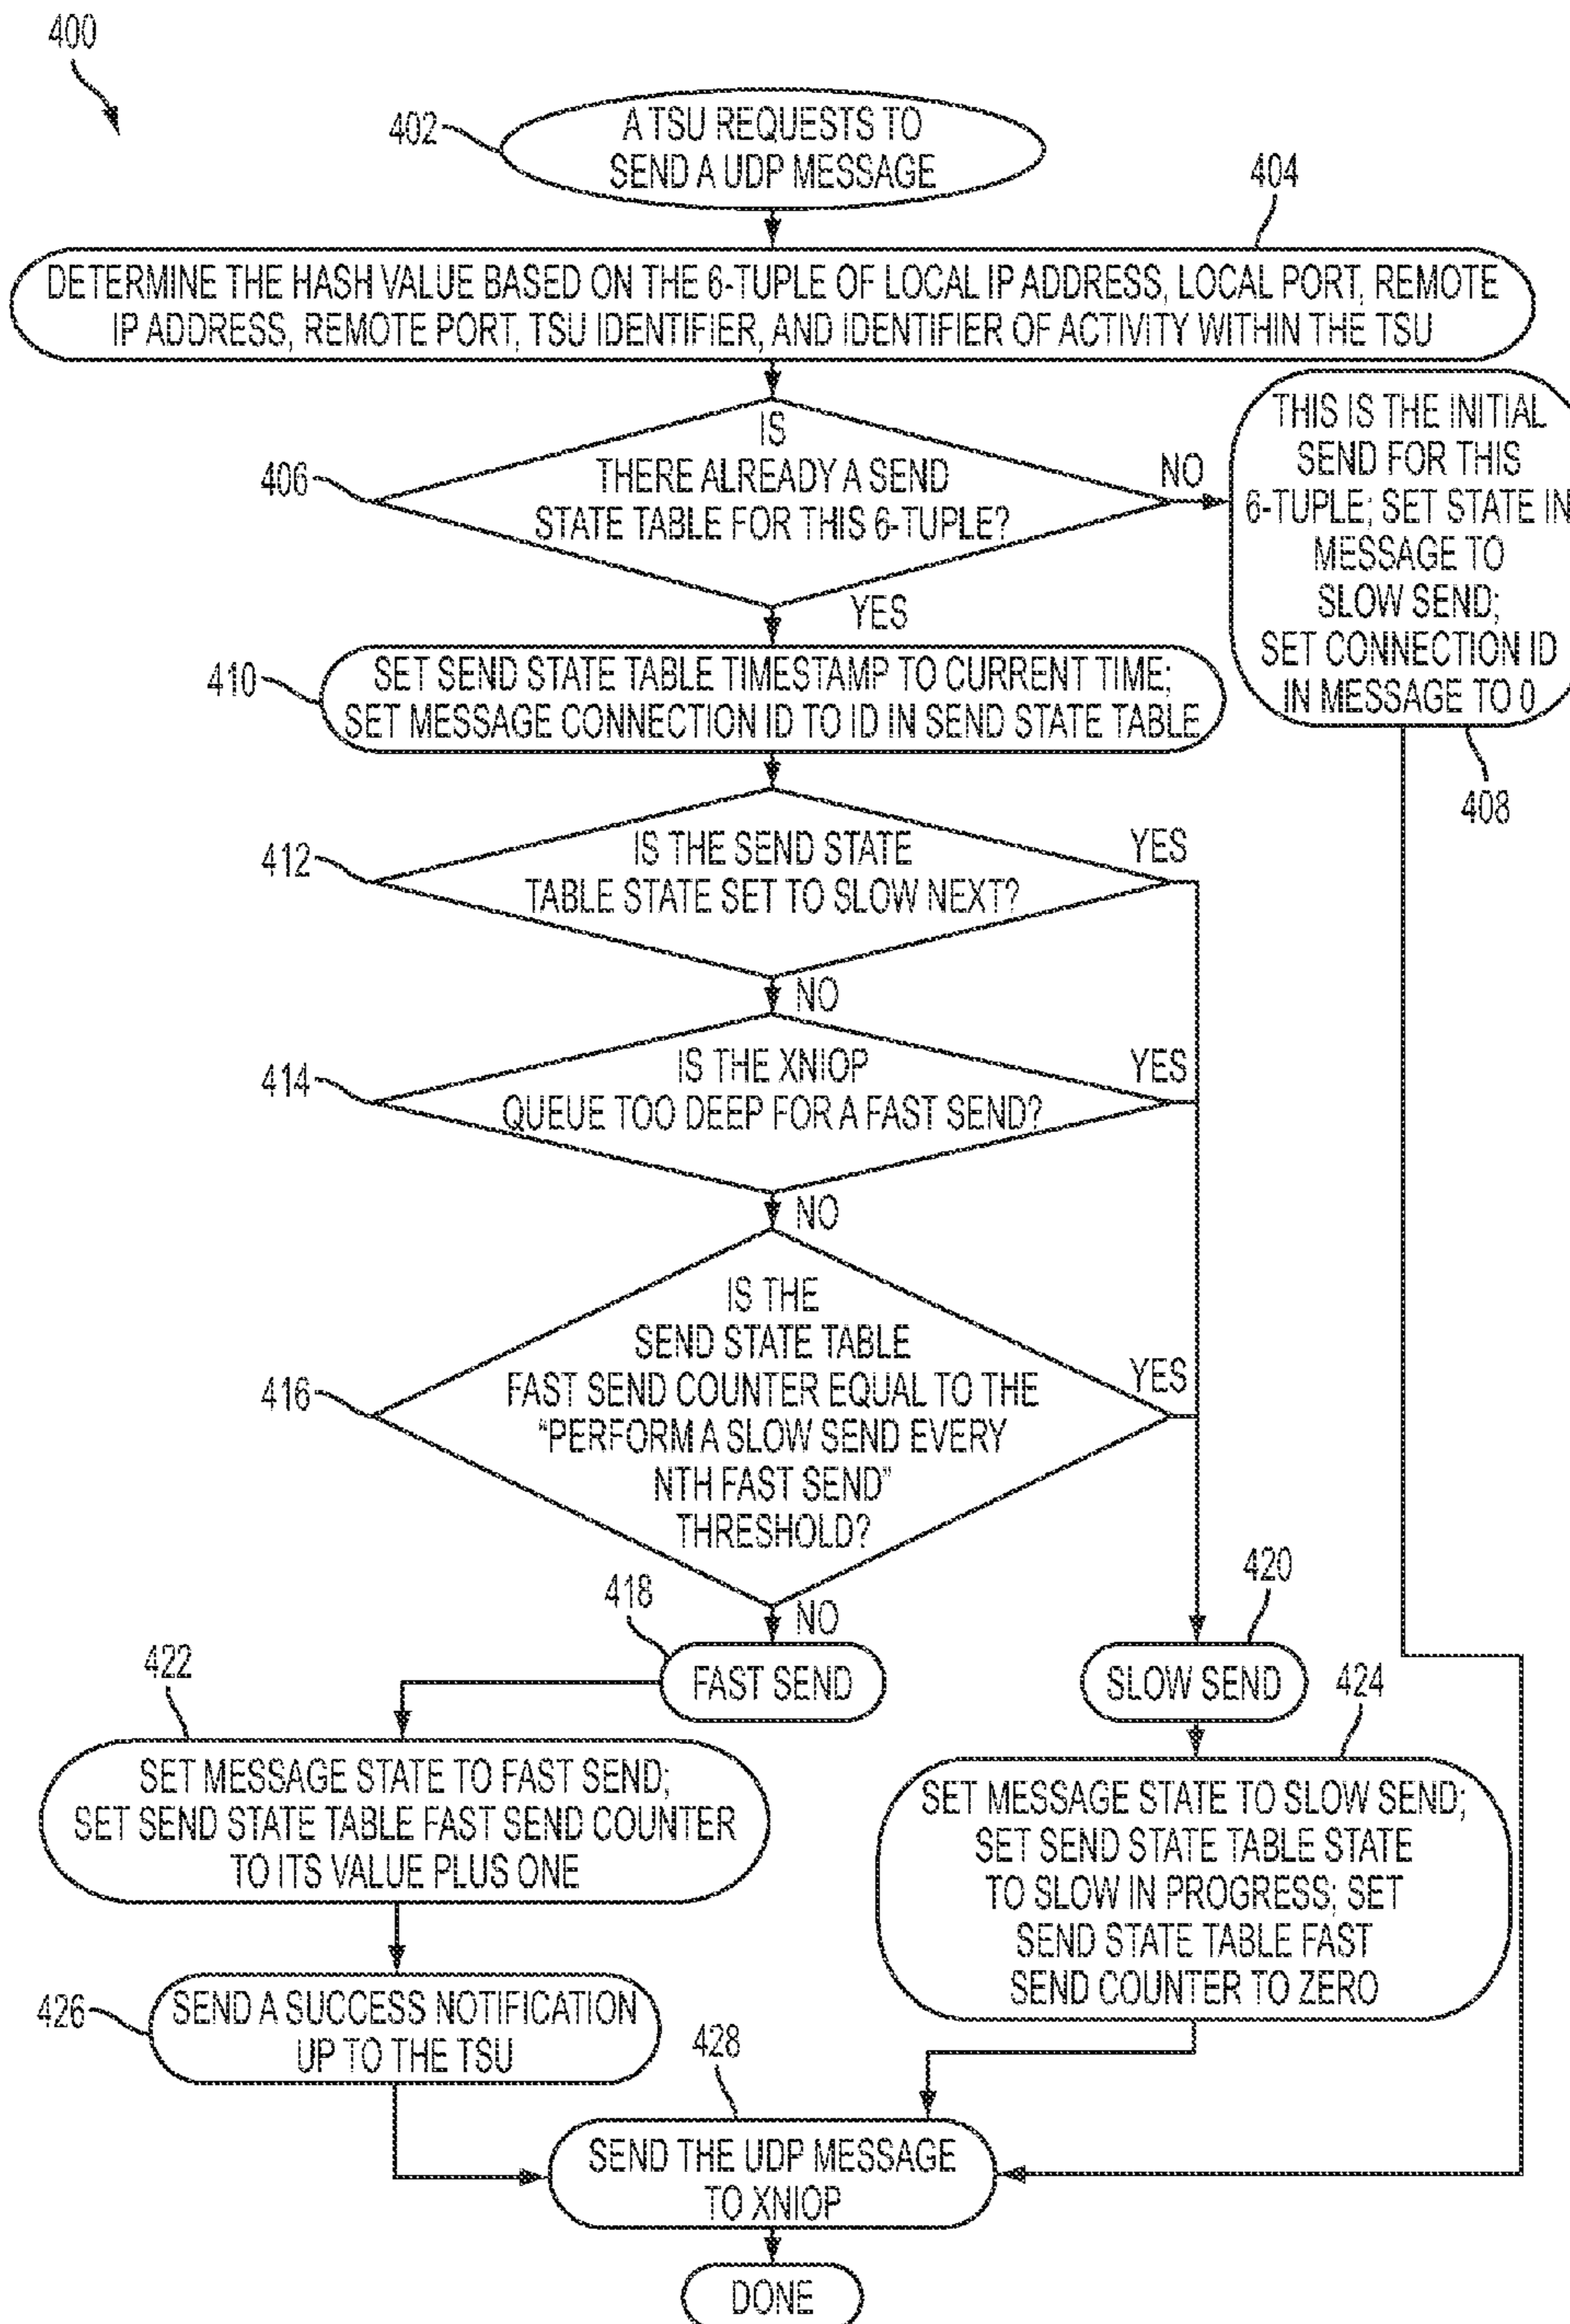 400
402
A TSU REQUESTS TO
SEND A UDP MESSAGE
404
DETERMINE THE HASH VALUE BASED ON THE 6-TUPLE OF LOCAL IP ADDRESS, LOCAL PORT, REMOTE
IP ADDRESS, REMOTE PORT, TSU IDENTIFIER, AND IDENTIFIER OF ACTIVITY WITHIN THE TSU
406
IS
THERE ALREADY A SEND
STATE TABLE FOR THIS 6-TUPLE?
NO
YES
THIS IS THE INITIAL
SEND FOR THIS
6-TUPLE; SET STATE IN
MESSAGE TO
SLOW SEND;
SET CONNECTION ID
IN MESSAGE TO 0
408
410
SET SEND STATE TABLE TIMESTAMP TO CURRENT TIME;
SET MESSAGE CONNECTION ID TO ID IN SEND STATE TABLE
412
IS THE SEND STATE
TABLE STATE SET TO SLOW NEXT?
YES
NO
414
IS THE XNIOP
QUEUE TOO DEEP FOR A FAST SEND?
YES
NO
416
IS THE
SEND STATE TABLE
FAST SEND COUNTER EQUAL TO THE
"PERFORM A SLOW SEND EVERY
NTH FAST SEND"
THRESHOLD?
YES
NO
418
FAST SEND
420
SLOW SEND
422
SET MESSAGE STATE TO FAST SEND;
SET SEND STATE TABLE FAST SEND COUNTER
TO ITS VALUE PLUS ONE
424
SET MESSAGE STATE TO SLOW SEND;
SET SEND STATE TABLE STATE
TO SLOW IN PROGRESS; SET
SEND STATE TABLE FAST
SEND COUNTER TO ZERO
426
SEND A SUCCESS NOTIFICATION
UP TO THE TSU
428
SEND THE UDP MESSAGE
TO XNIOP
DONE